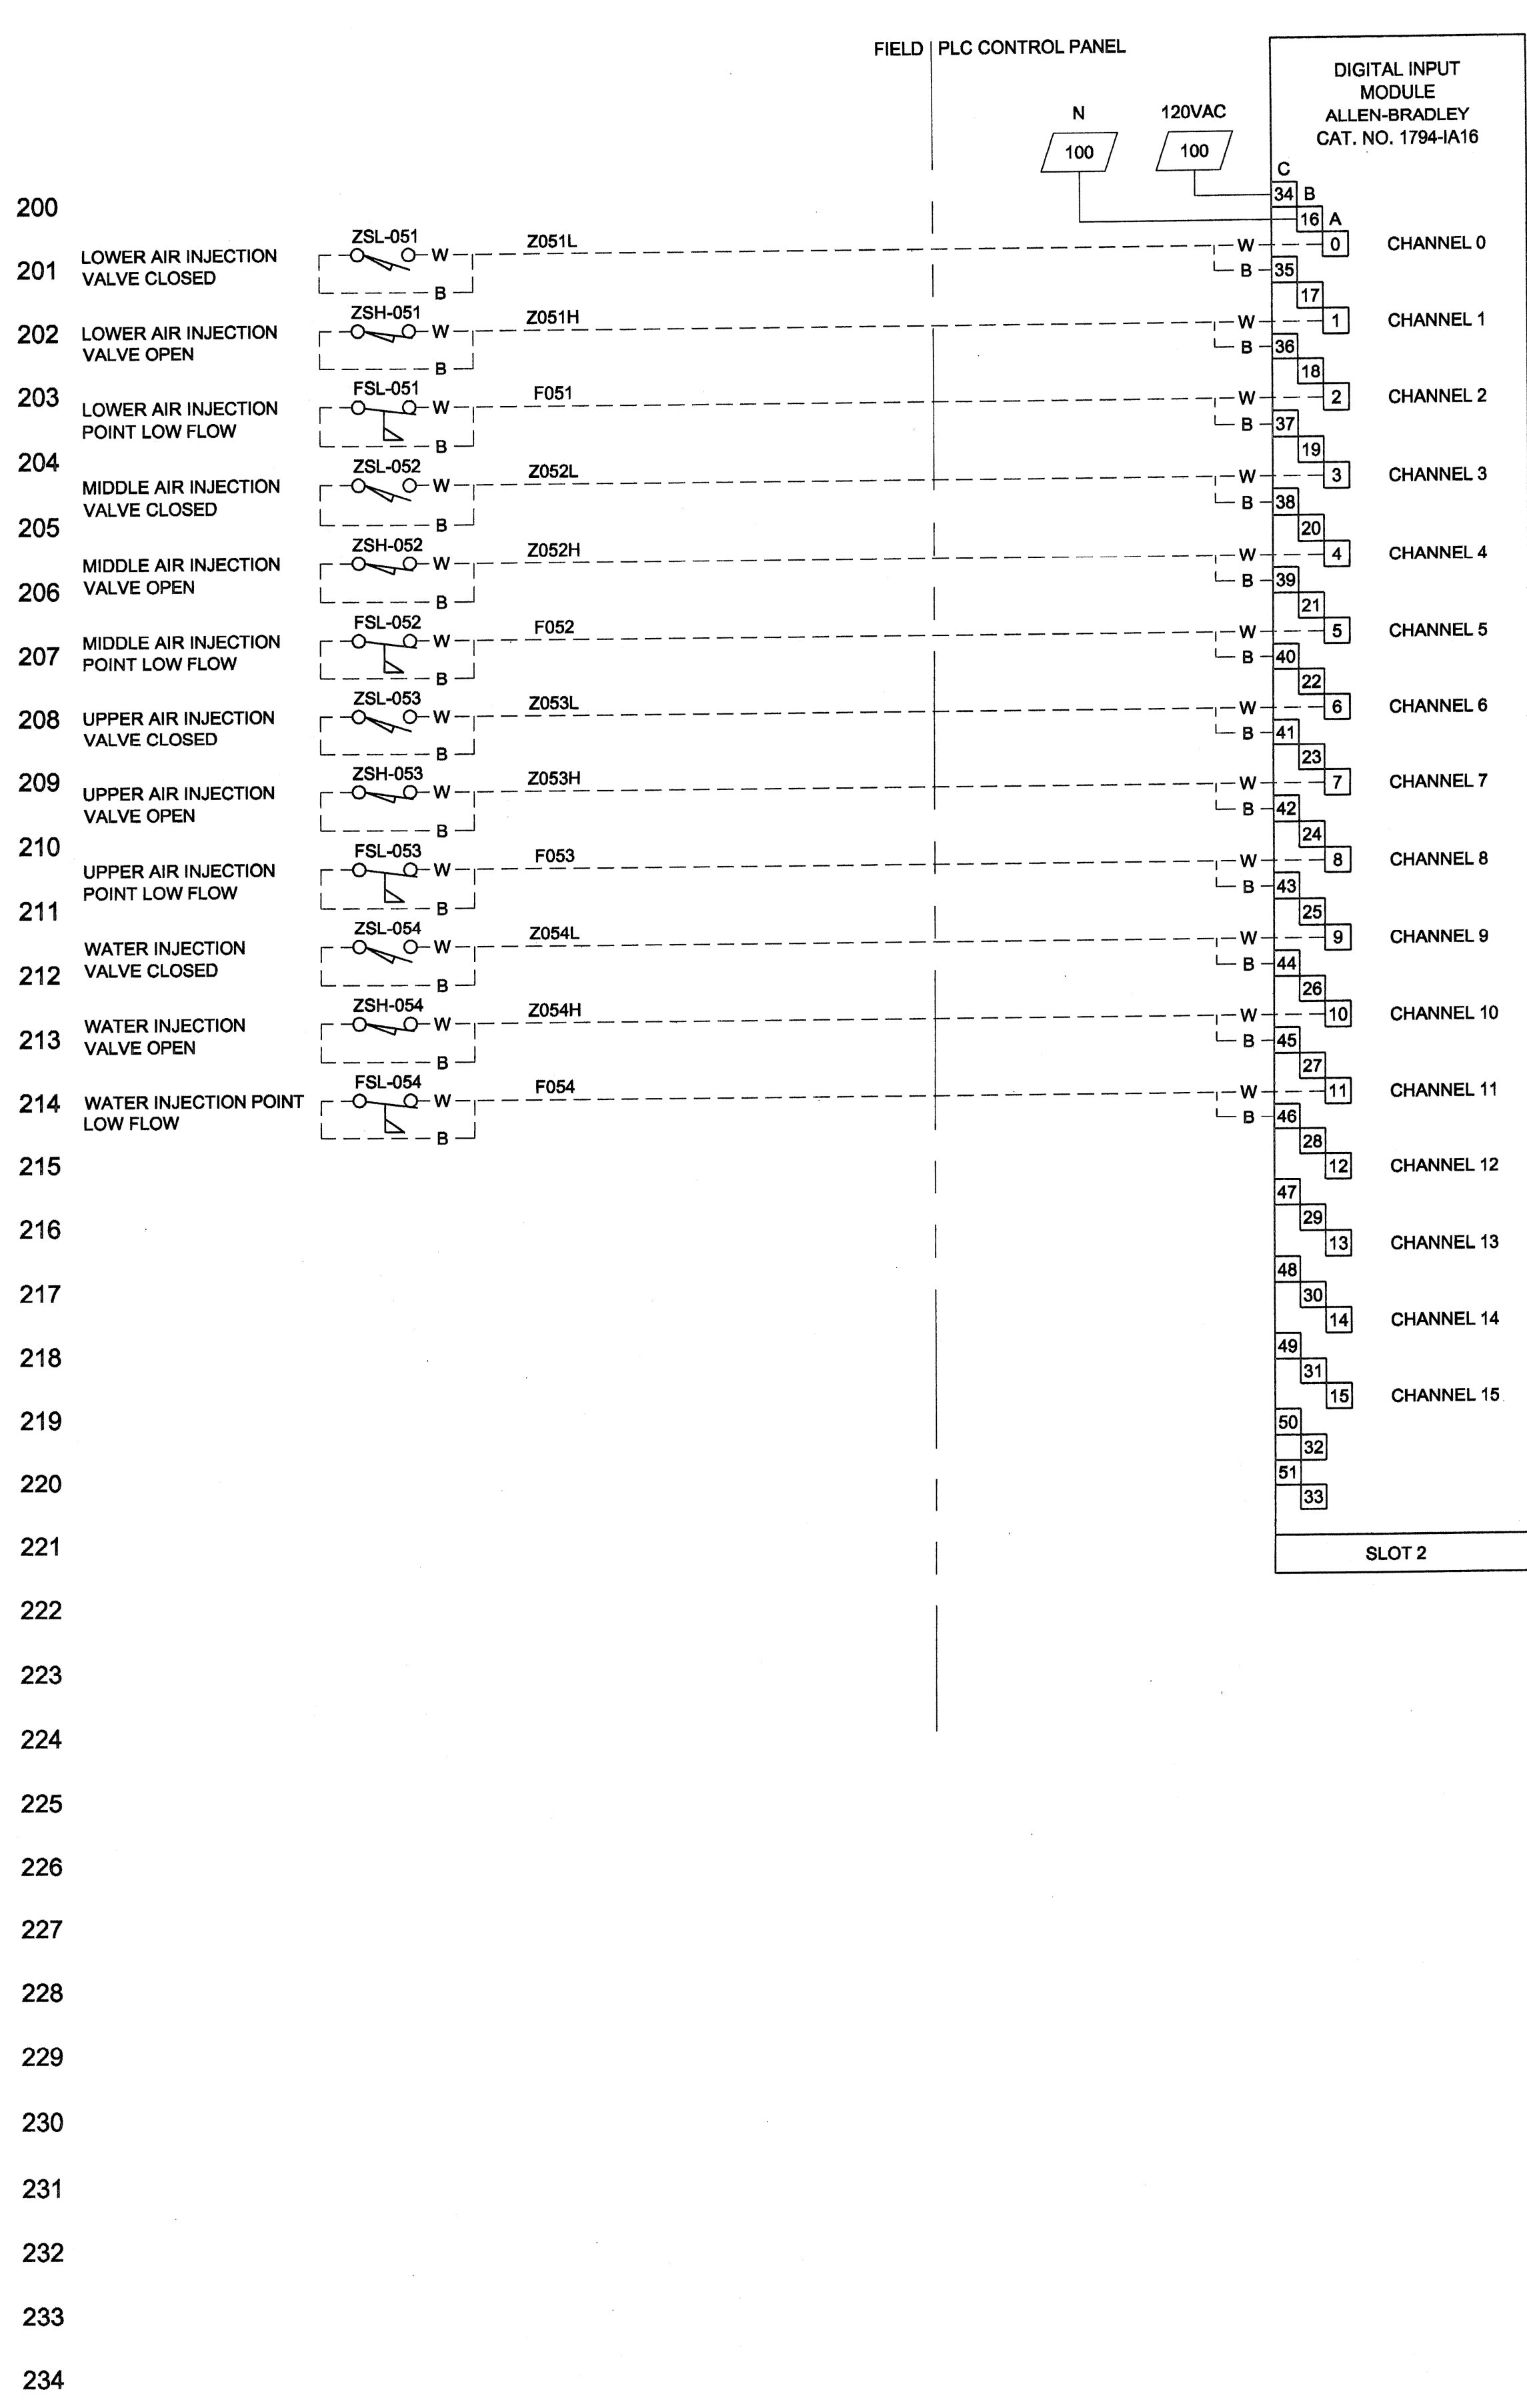 FIELD PLC CONTROL PANEL
DIGITAL INPUT
MODULE
ALLEN-BRADLEY
CAT. NO. 1794-IA16
N 120VAC
100 100
C
34 B
200
16 A
ZSL-051 Z051L W 0 CHANNEL 0
201 LOWER AIR INJECTION W
VALVE CLOSED B 35
B
17
ZSH-051 Z051H W 1 CHANNEL 1
202 LOWER AIR INJECTION W
VALVE OPEN B 36
B
18
FSL-051 F051 W 2 CHANNEL 2
203 LOWER AIR INJECTION W
POINT LOW FLOW B 37
B
19
204 ZSL-052 Z052L W 3 CHANNEL 3
MIDDLE AIR INJECTION W
VALVE CLOSED B 38
B
205 20
ZSH-052 Z052H W 4 CHANNEL 4
MIDDLE AIR INJECTION W
206 VALVE OPEN B 39
B
21
FSL-052 F052 W 5 CHANNEL 5
MIDDLE AIR INJECTION W
207 POINT LOW FLOW B 40
B
22
ZSL-053 Z053L W 6 CHANNEL 6
208 UPPER AIR INJECTION W
VALVE CLOSED B 41
B
23
ZSH-053 Z053H W 7 CHANNEL 7
209 UPPER AIR INJECTION W
VALVE OPEN B 42
B
24
210 FSL-053 F053 W 8 CHANNEL 8
UPPER AIR INJECTION W
POINT LOW FLOW B 43
B
211 25
ZSL-054 Z054L W 9 CHANNEL 9
WATER INJECTION W
212 VALVE CLOSED B 44
B
26
ZSH-054 Z054H W 10 CHANNEL 10
213 WATER INJECTION W
VALVE OPEN B 45
B
27
FSL-054 F054 W 11 CHANNEL 11
214 WATER INJECTION POINT W
LOW FLOW B 46
B
28
215 12 CHANNEL 12
47
216 29
13 CHANNEL 13
48
217 30
14 CHANNEL 14
49
218 31
15 CHANNEL 15
219 50
32
220 51
33
221 SLOT 2
222
223
224
225
226
227
228
229
230
231
232
233
234